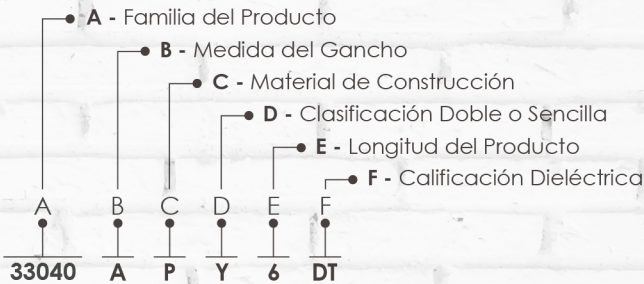 A - Familia del Producto
B - Medida del Gancho
C - Material de Construcción
D - Clasificación Doble o Sencilla
E - Longitud del Producto
F - Calificación Dieléctrica
A B C D E F
33040 A P Y 6 DT